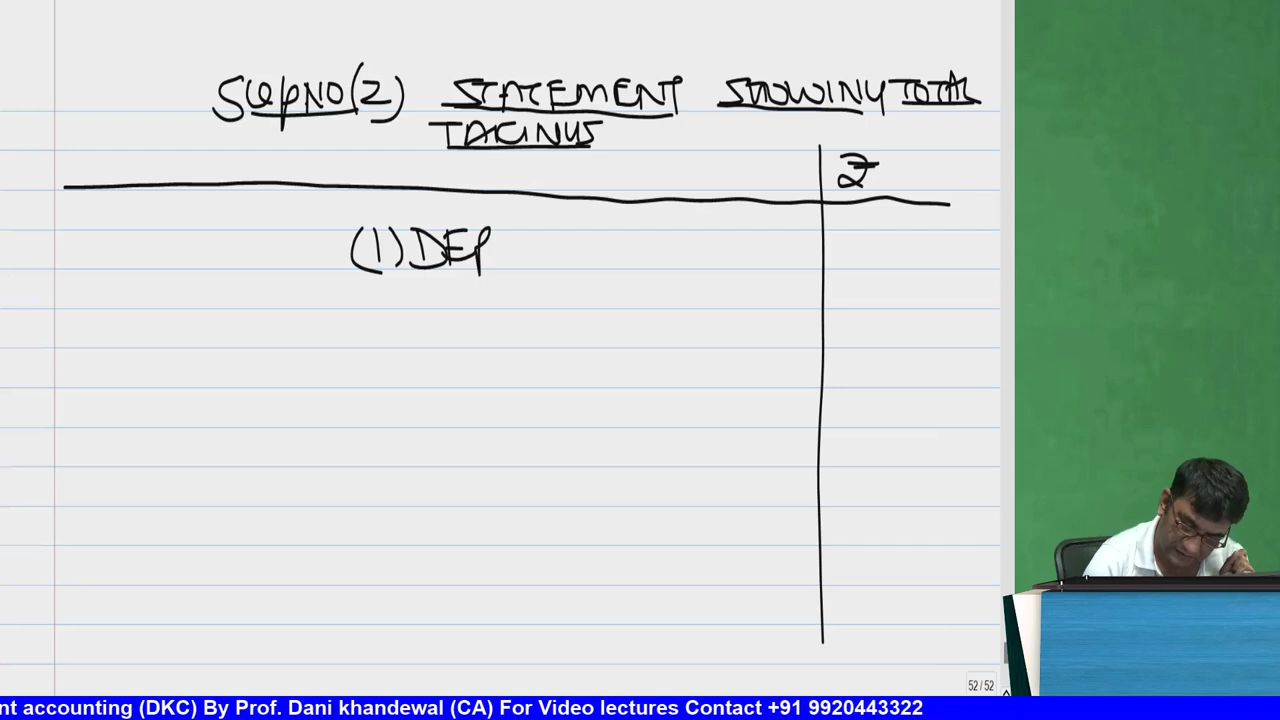 Step NO (2) STATEMENT SHOWING TOTAL
TAKINGS
₹
(1) DEP
52 / 52
nt accounting (DKC) By Prof. Dani khandewal (CA) For Video lectures Contact +91 9920443322